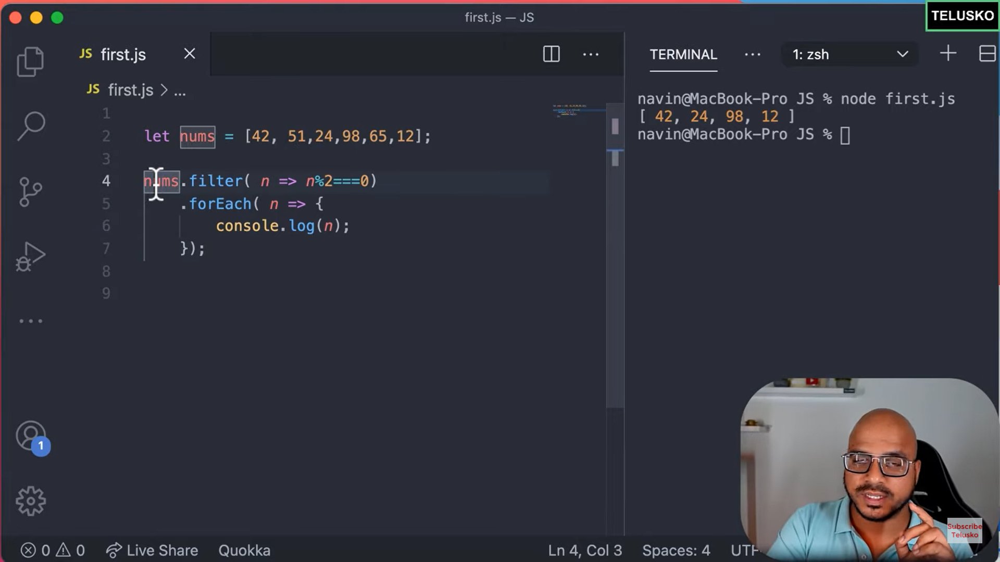 first.js — JS
TELUSKO
JS first.js
JS first.js > ...
1
2 let nums = [42, 51,24,98,65,12];
3
4 nums.filter( n => n%2===0)
5 .forEach( n => {
6 console.log(n);
7 });
8
9
TERMINAL ... 1: zsh
navin@MacBook-Pro JS % node first.js
[ 42, 24, 98, 12 ]
navin@MacBook-Pro JS %
1
Subscribe
Telusko
0 0 Live Share Quokka Ln 4, Col 3 Spaces: 4 UTF